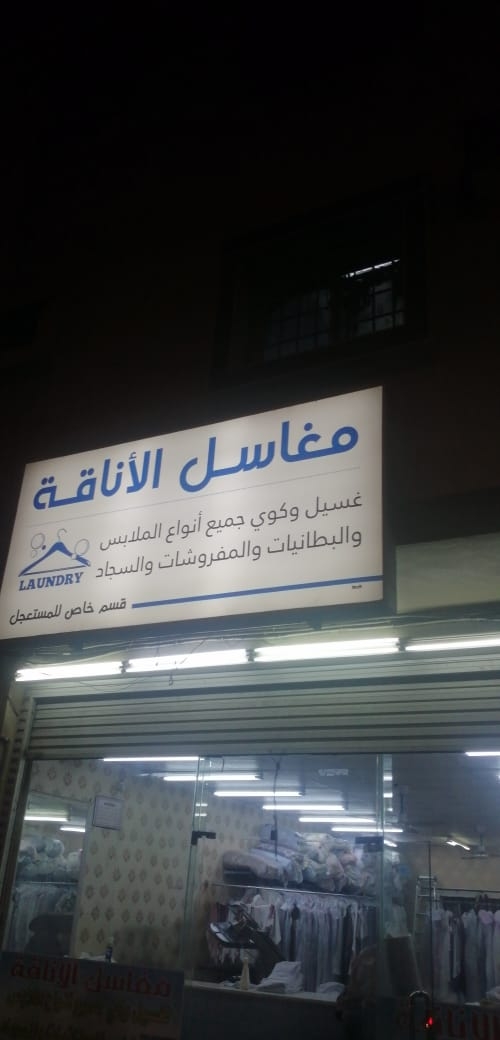 مغاسل الأناقة
غسيل وكوي جميع أنواع الملابس
والبطانيات والمفروشات والسجاد
LAUNDRY
قسم خاص للمستعجل
مغاسل الأناقة